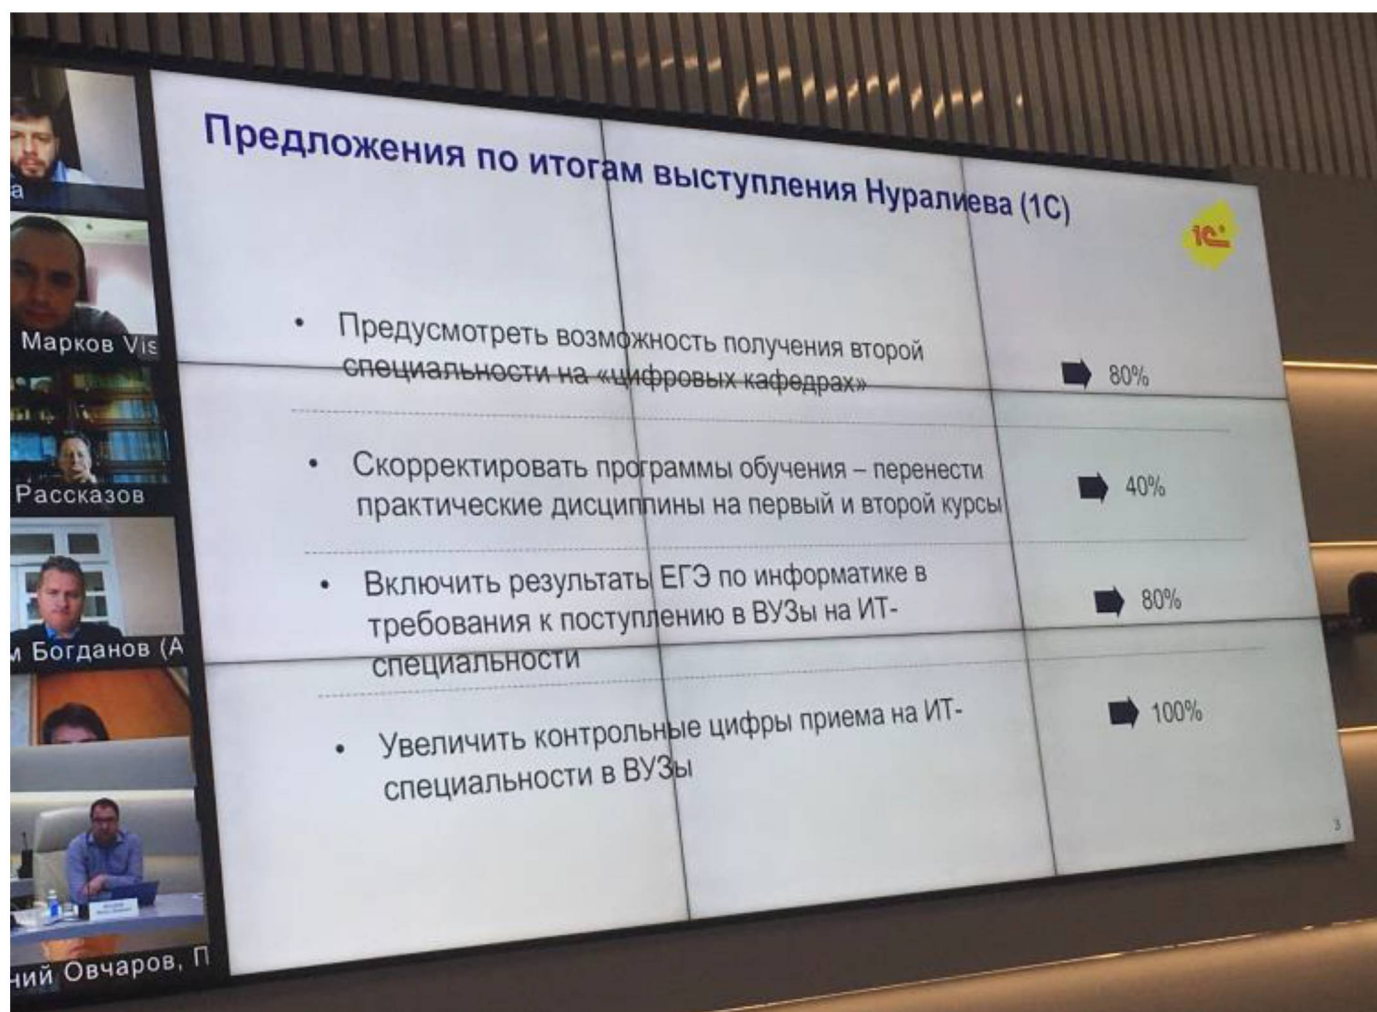 Предложения по итогам выступления Нуралиева (1С)
1С
• Предусмотреть возможность получения второй
специальности на «цифровых кафедрах»
80%
• Скорректировать программы обучения – перенести
практические дисциплины на первый и второй курсы
40%
• Включить результаты ЕГЭ по информатике в
требования к поступлению в ВУЗы на ИТ-
специальности
80%
• Увеличить контрольные цифры приема на ИТ-
специальности в ВУЗы
100%
3
а
Марков Vis
Рассказов
м Богданов (А
ний Овчаров, П